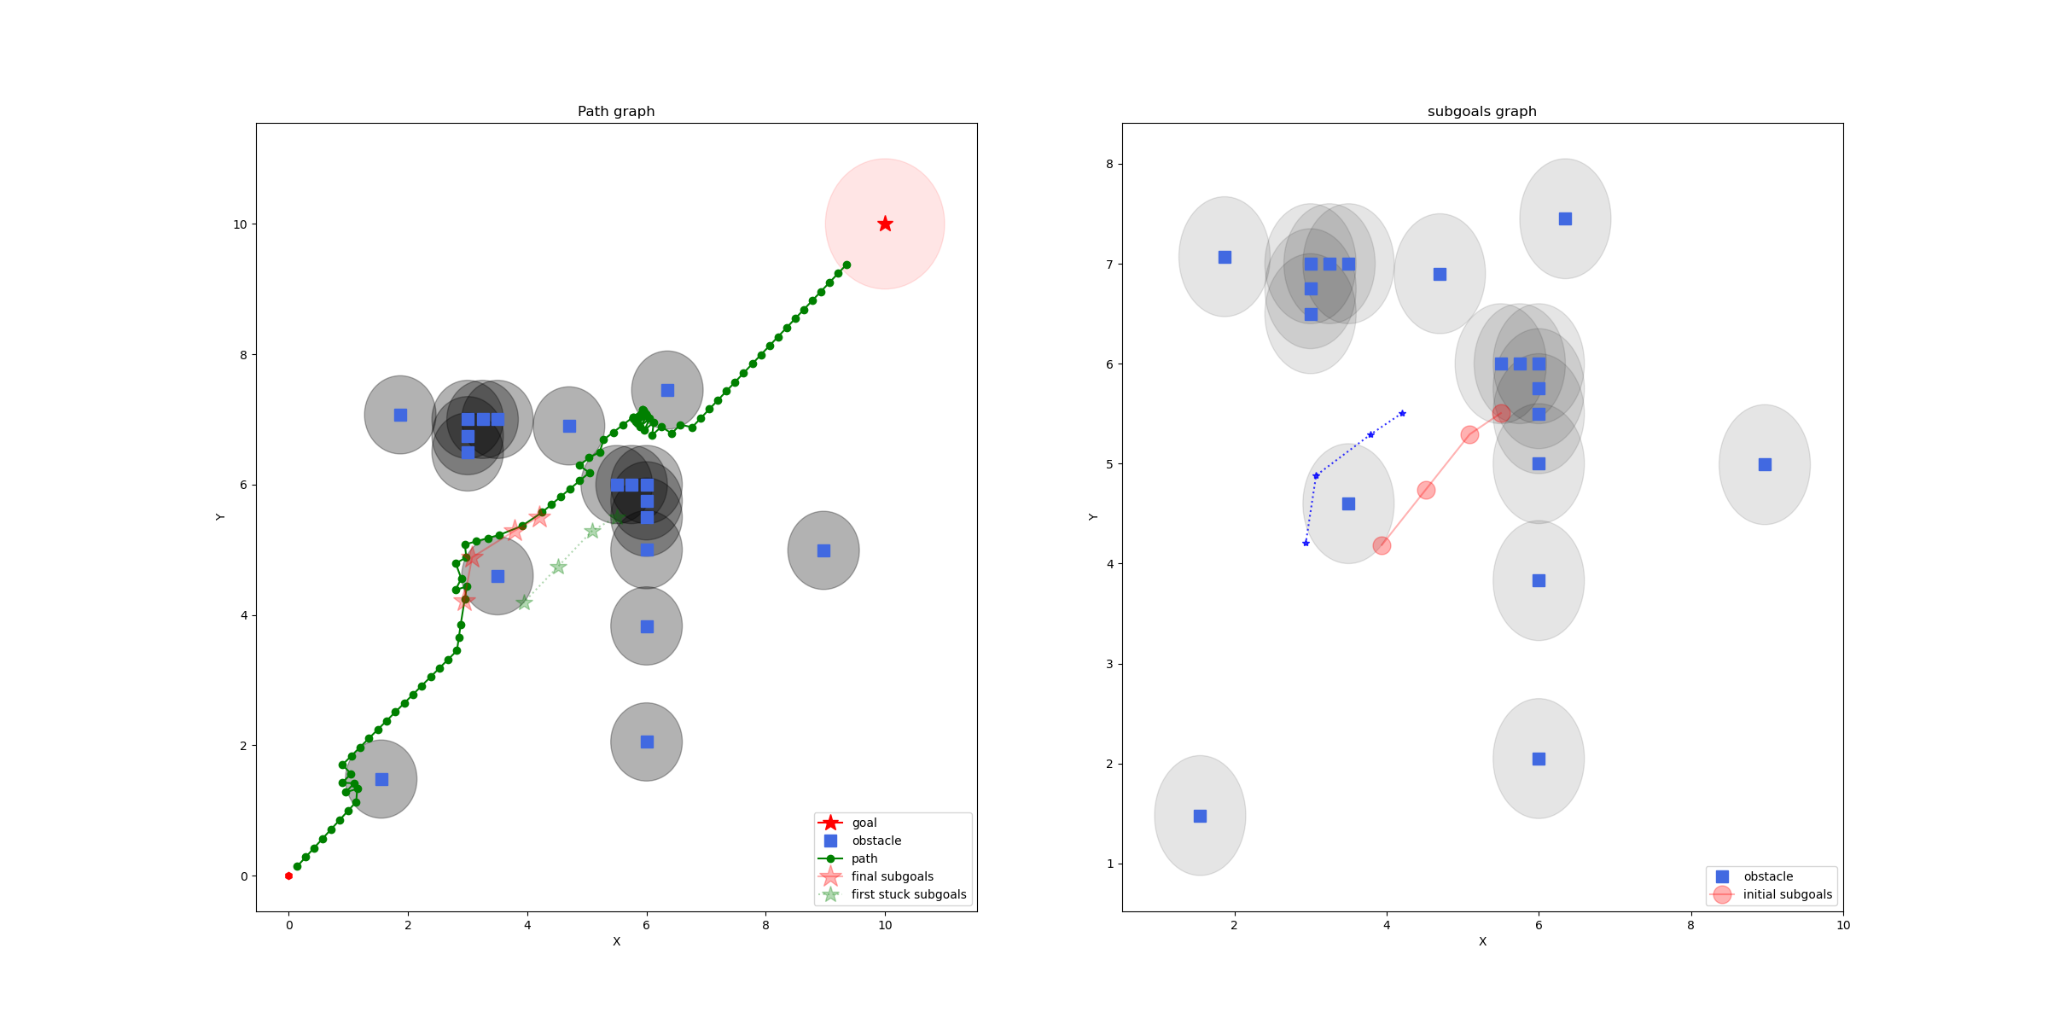 Path graph
Y
10
8
6
4
2
0
0 2 4 6 8 10
X
goal
obstacle
path
final subgoals
first stuck subgoals
subgoals graph
Y
8
7
6
5
4
3
2
1
2 4 6 8 10
X
obstacle
initial subgoals